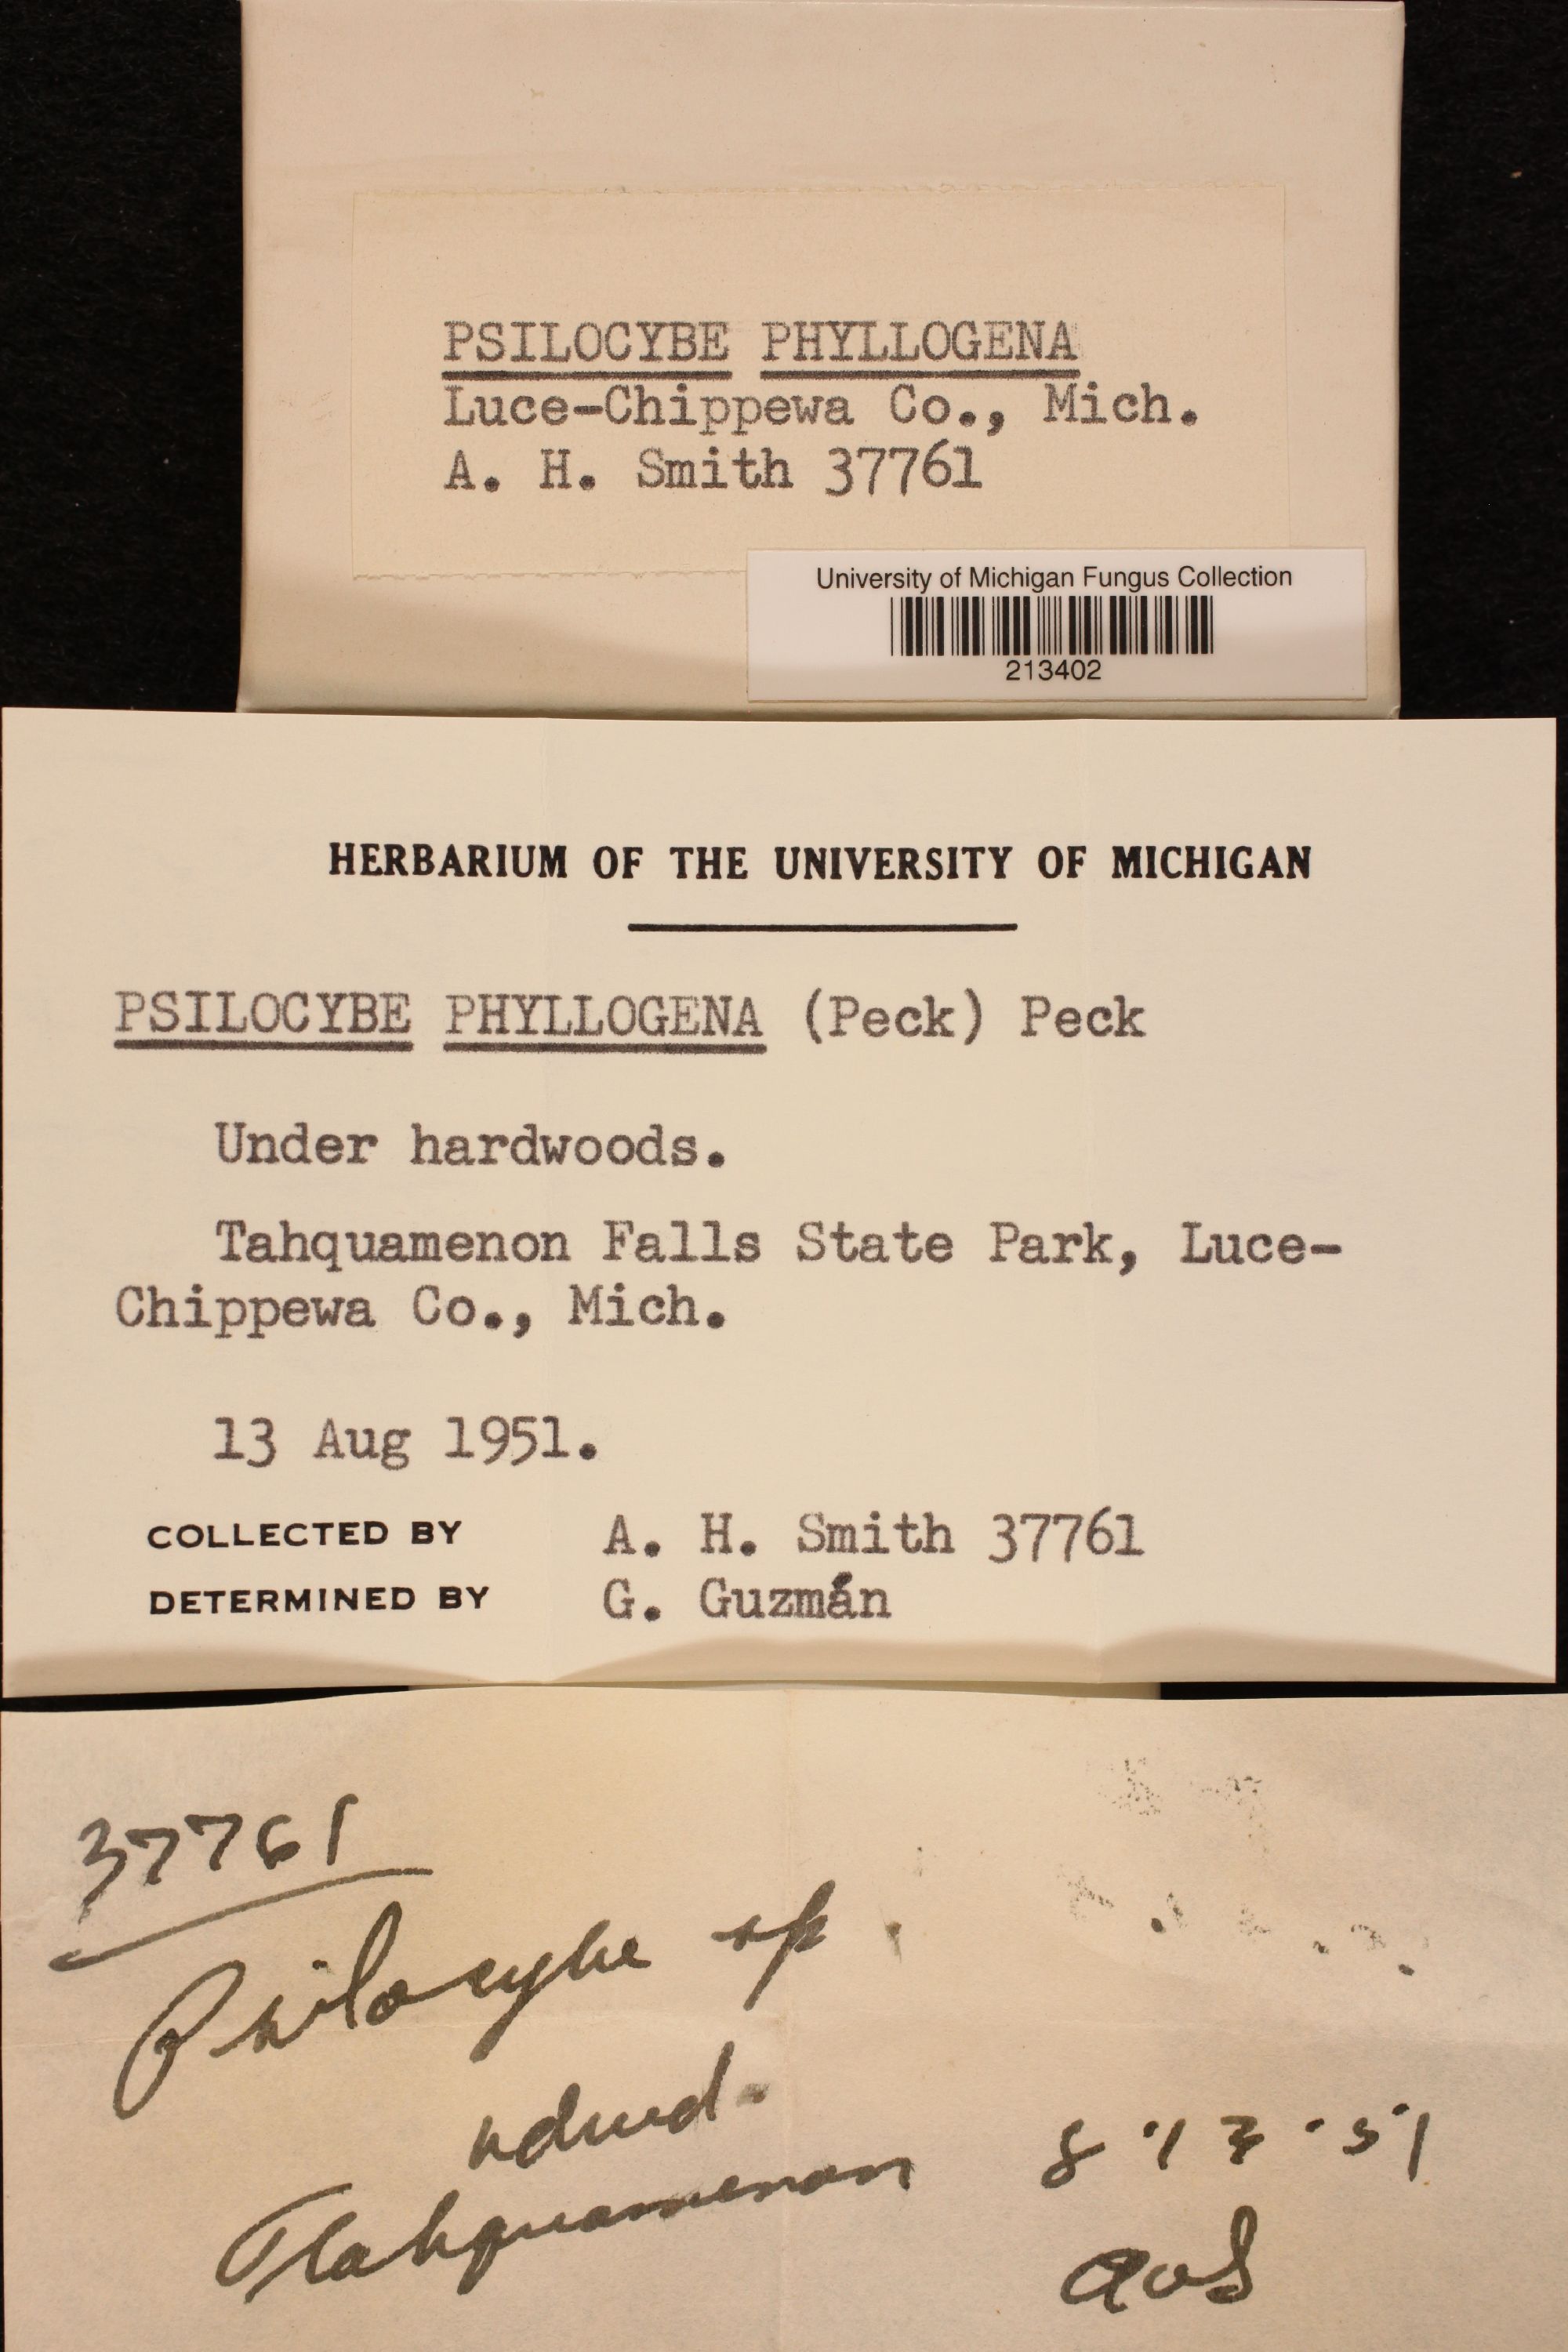 PSILOCYBE PHYLLOGENA
Luce-Chippewa Co., Mich.
A. H. Smith 37761
University of Michigan Fungus Collection
213402
HERBARIUM OF THE UNIVERSITY OF MICHIGAN
PSILOCYBE PHYLLOGENA (Peck) Peck
Under hardwoods.
Tahquamenon Falls State Park, Luce-
Chippewa Co., Mich.
13 Aug 1951.
COLLECTED BY A. H. Smith 37761
DETERMINED BY G. Guzmán
37761
Psilocybe sp
hdwd.
Tahquamenon 8-13-51